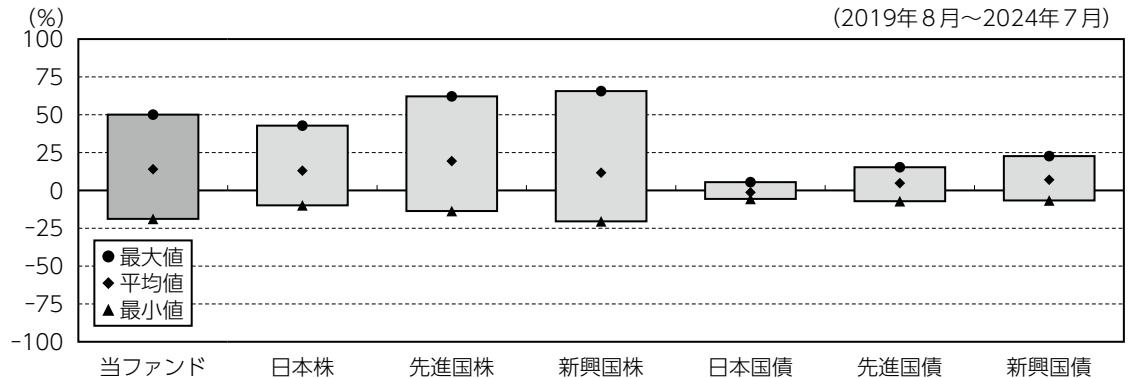 (%)
(2019年8月～2024年7月)
100
75
50
25
0
-25
-50
-75
-100
●最大値
◆平均値
▲最小値
当ファンド 日本株 先進国株 新興国株 日本国債 先進国債 新興国債